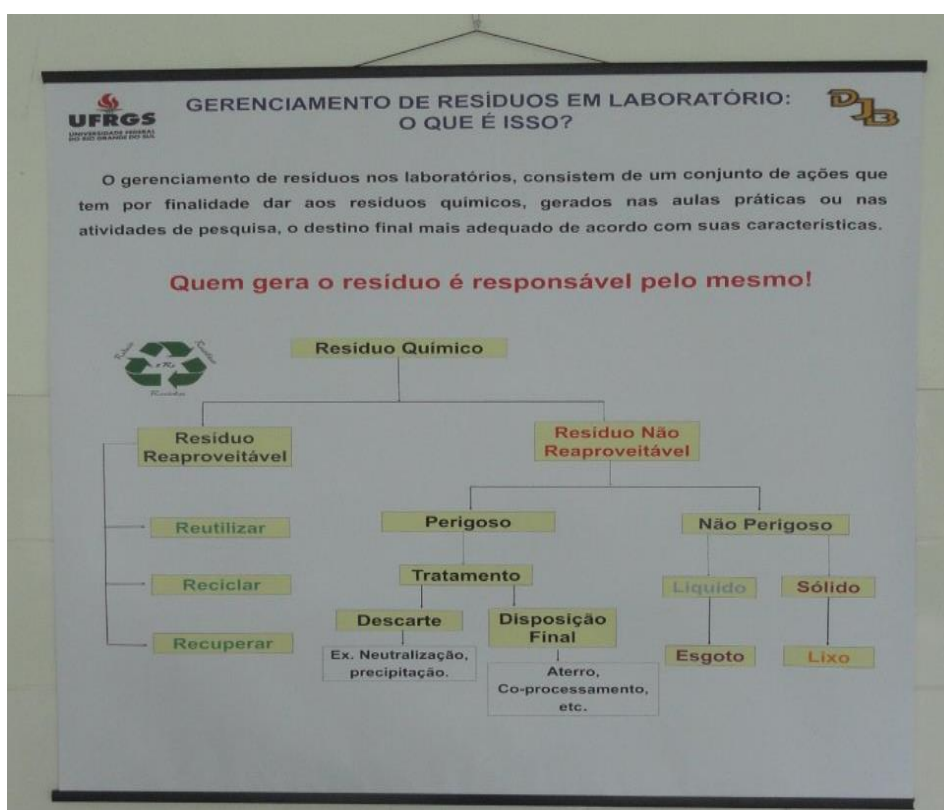 UFRGS
UNIVERSIDADE FEDERAL
DO RIO GRANDE DO SUL
GERENCIAMENTO DE RESÍDUOS EM LABORATÓRIO:
O QUE É ISSO?
O gerenciamento de resíduos nos laboratórios, consistem de um conjunto de ações que
tem por finalidade dar aos resíduos químicos, gerados nas aulas práticas ou nas
atividades de pesquisa, o destino final mais adequado de acordo com suas características.
Quem gera o resíduo é responsável pelo mesmo!
Resíduo Químico
Resíduo
Reaproveitável
Resíduo Não
Reaproveitável
Reutilizar
Reciclar
Recuperar
Perigoso
Não Perigoso
Tratamento
Descarte
Ex. Neutralização,
precipitação.
Disposição
Final
Aterro,
Co-processamento,
etc.
Líquido
Sólido
Esgoto
Lixo